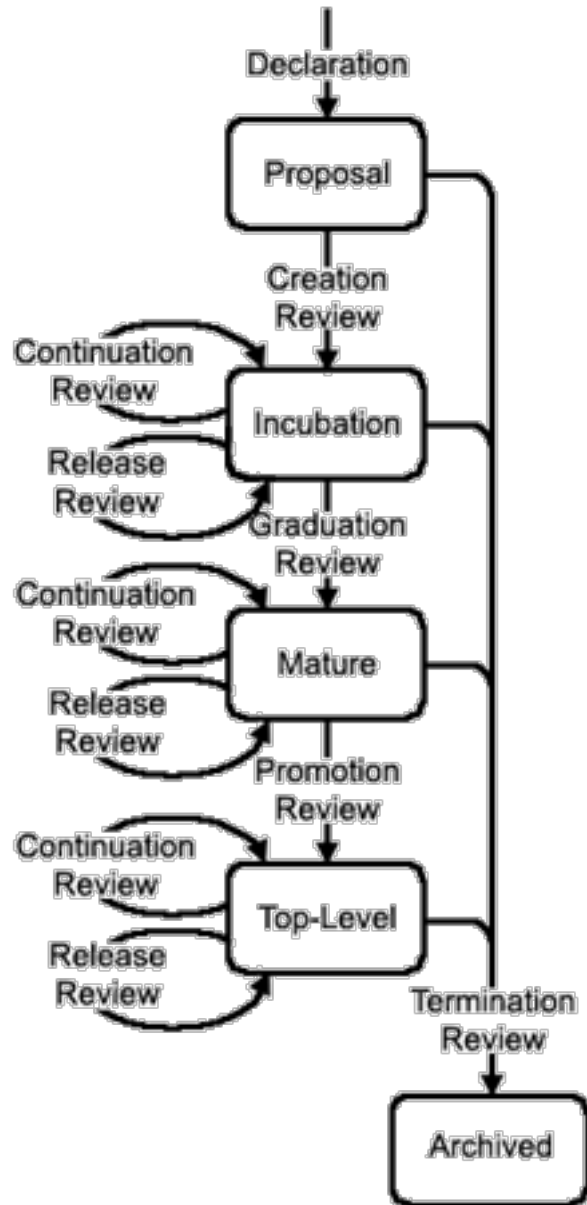 Declaration
Proposal
Creation
Review
Continuation
Review
Incubation
Release
Review
Graduation
Review
Continuation
Review
Mature
Release
Review
Promotion
Review
Continuation
Review
Top-Level
Release
Review
Termination
Review
Archived